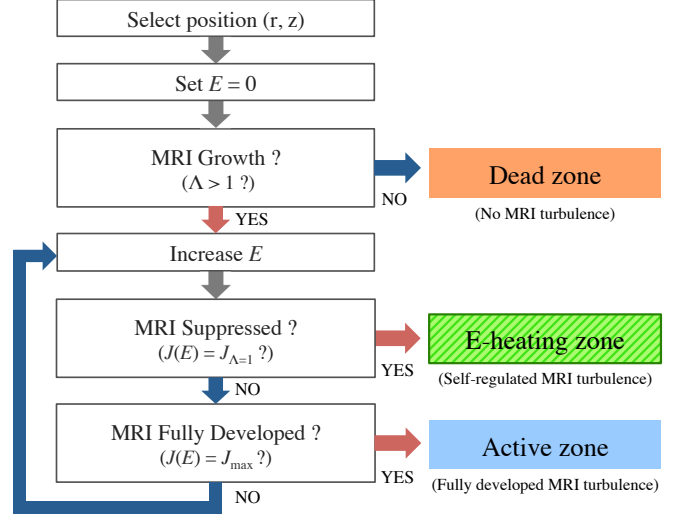 Select position (r, z)
Set E = 0
MRI Growth ?
(Λ > 1 ?)
NO
Dead zone
(No MRI turbulence)
YES
Increase E
MRI Suppressed ?
(J(E) = J_{Λ=1} ?)
YES
E-heating zone
(Self-regulated MRI turbulence)
NO
MRI Fully Developed ?
(J(E) = J_{max} ?)
YES
Active zone
(Fully developed MRI turbulence)
NO